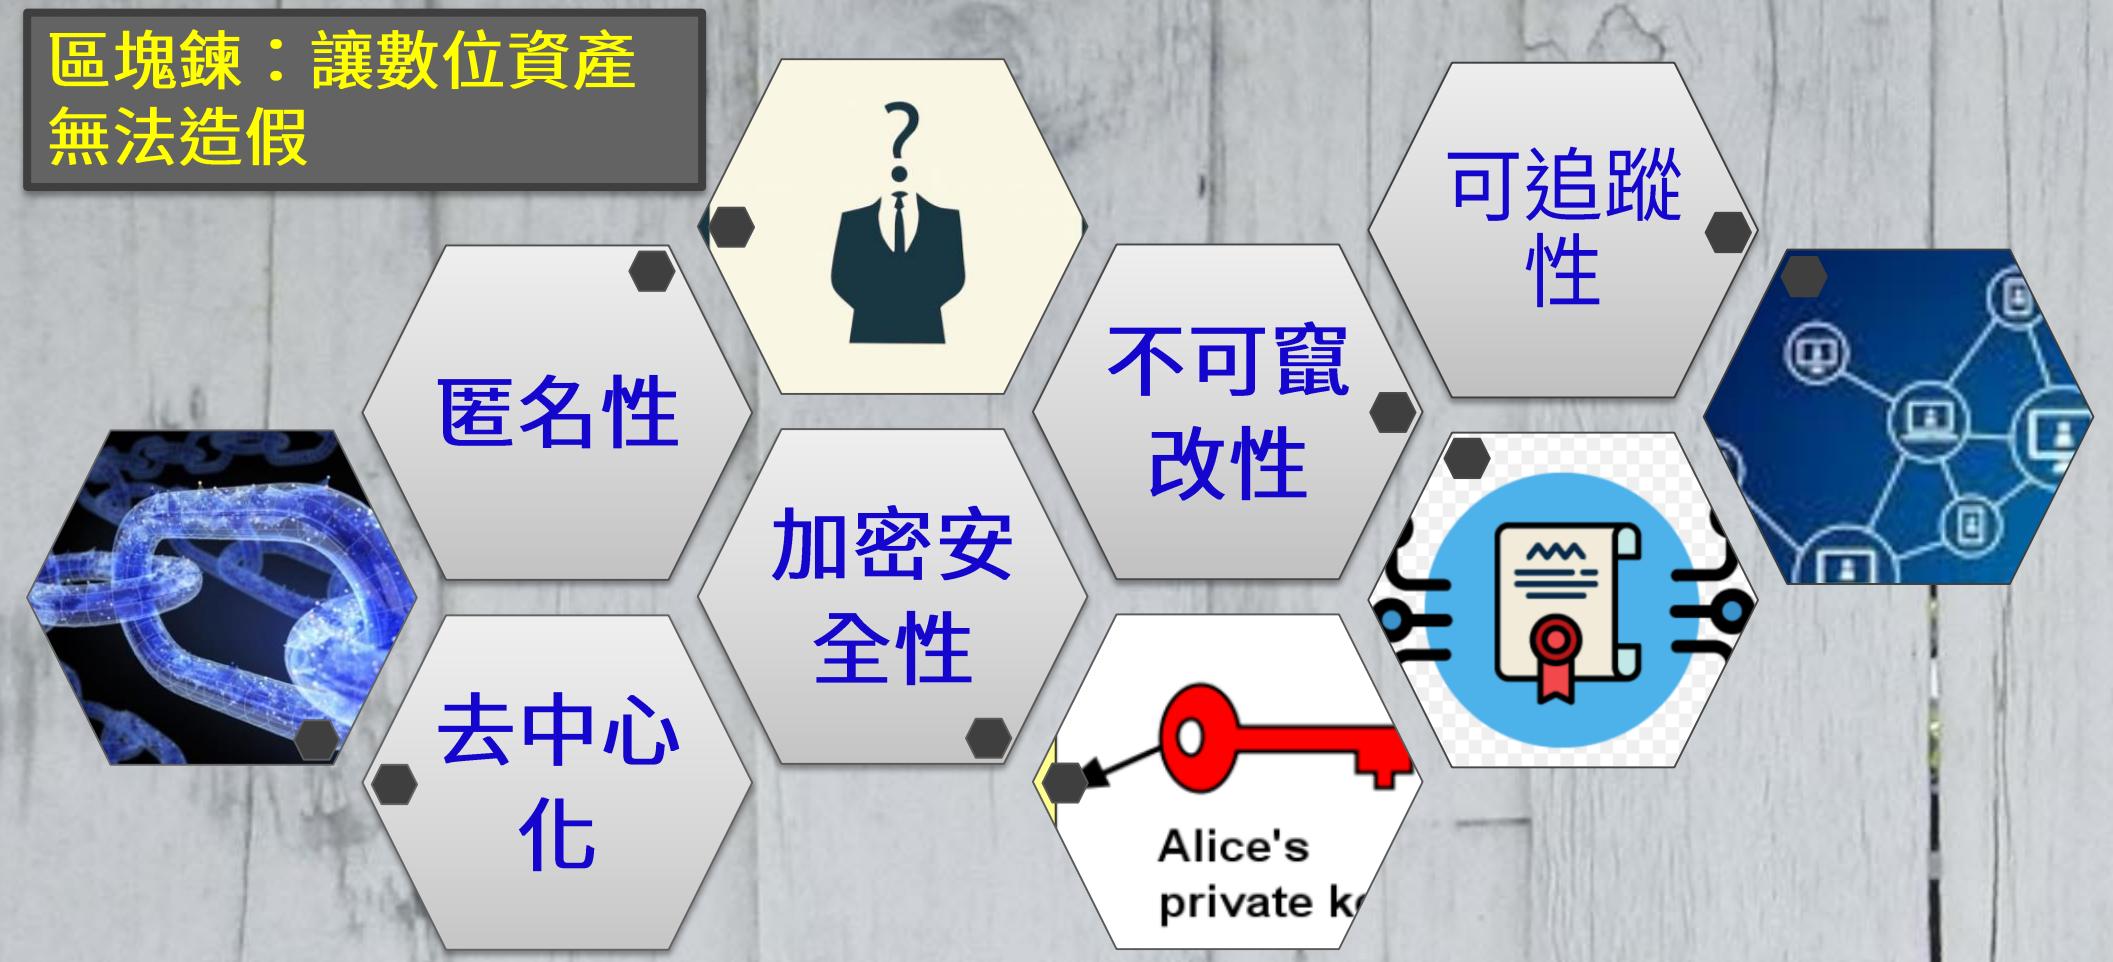 區塊鍊：讓數位資產
無法造假
?
匿名性
去中心
化
加密安
全性
不可竄
改性
可追蹤
性
Alice's
private